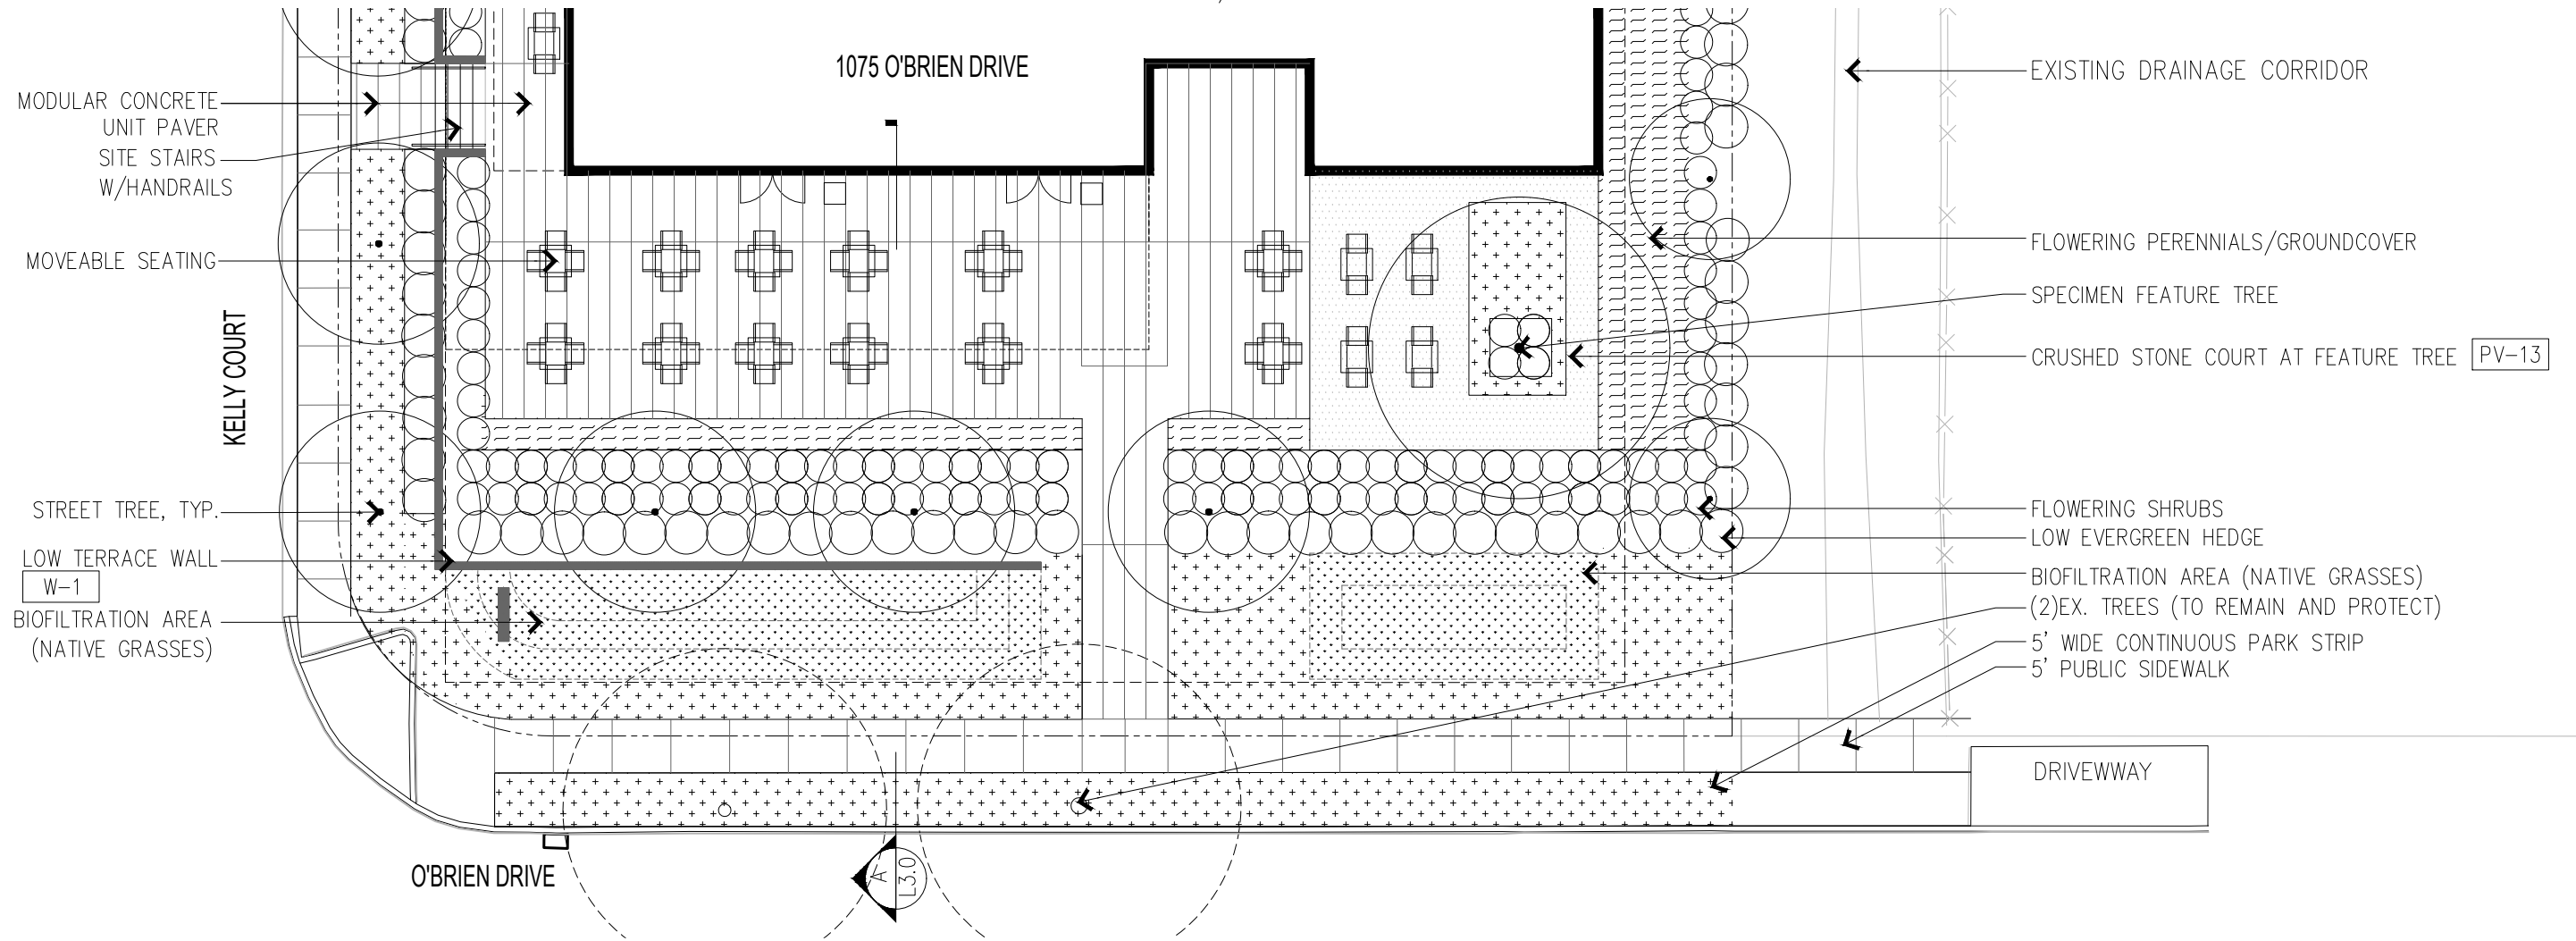 1075 O'BRIEN DRIVE
MODULAR CONCRETE
UNIT PAVER
SITE STAIRS
W/HANDRAILS
MOVEABLE SEATING
KELLY COURT
STREET TREE, TYP.
LOW TERRACE WALL
W-1
BIOFILTRATION AREA
(NATIVE GRASSES)
EXISTING DRAINAGE CORRIDOR
FLOWERING PERENNIALS/GROUNDCOVER
SPECIMEN FEATURE TREE
CRUSHED STONE COURT AT FEATURE TREE PV-13
FLOWERING SHRUBS
LOW EVERGREEN HEDGE
BIOFILTRATION AREA (NATIVE GRASSES)
(2)EX. TREES (TO REMAIN AND PROTECT)
5' WIDE CONTINUOUS PARK STRIP
5' PUBLIC SIDEWALK
DRIVEWWAY
O'BRIEN DRIVE
A
L3.0